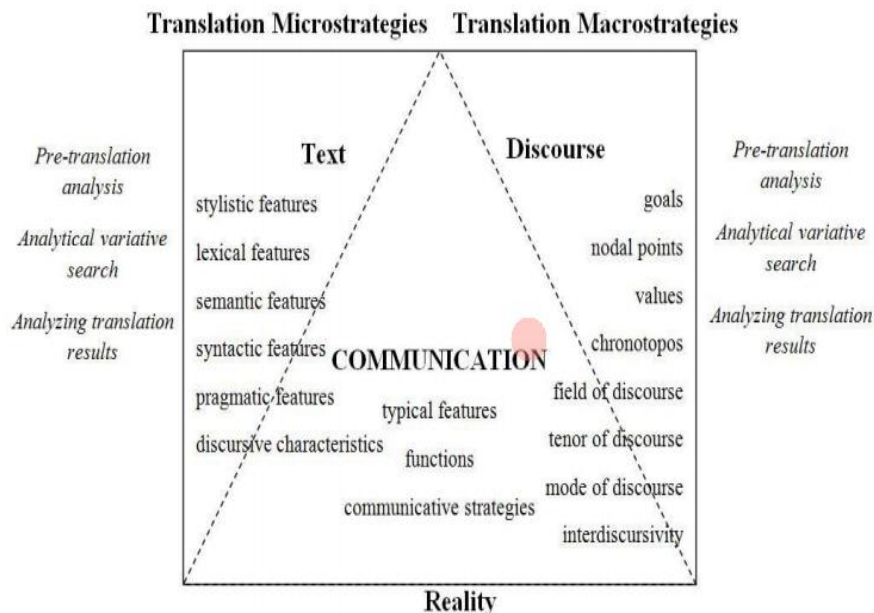 Translation Microstrategies
Translation Macrostrategies
Pre-translation
analysis
Analytical variative
search
Analyzing translation
results
Text
stylistic features
lexical features
semantic features
syntactic features
pragmatic features
discursive characteristics
COMMUNICATION
typical features
functions
communicative strategies
Discourse
goals
nodal points
values
chronotopos
field of discourse
tenor of discourse
mode of discourse
interdiscursivity
Pre-translation
analysis
Analytical variative
search
Analyzing translation
results
Reality